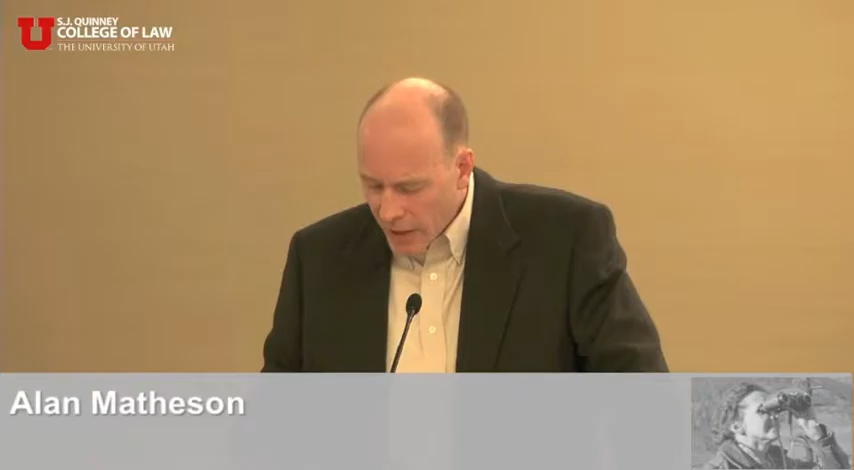 S.J. QUINNEY
COLLEGE OF LAW
THE UNIVERSITY OF UTAH
Alan Matheson